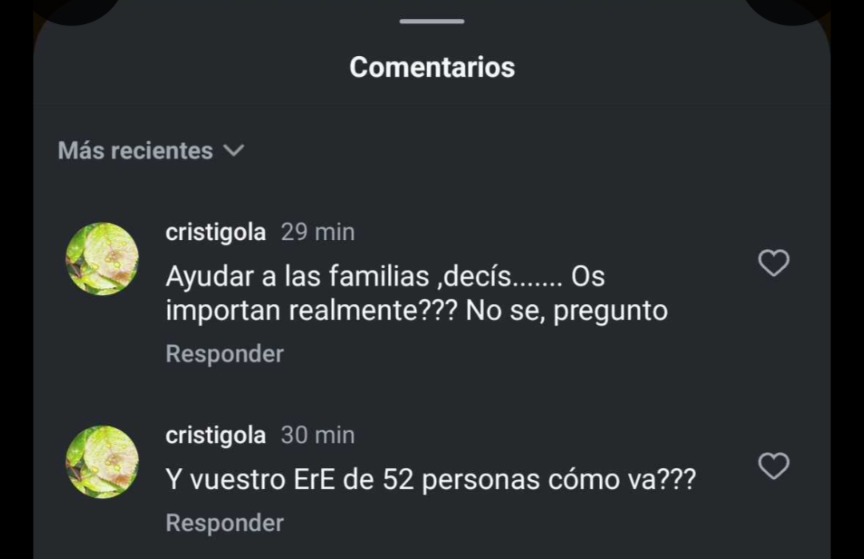 Comentarios
Más recientes
cristigola 29 min
Ayudar a las familias ,decís....... Os
importan realmente??? No se, pregunto
Responder
cristigola 30 min
Y vuestro ErE de 52 personas cómo va???
Responder